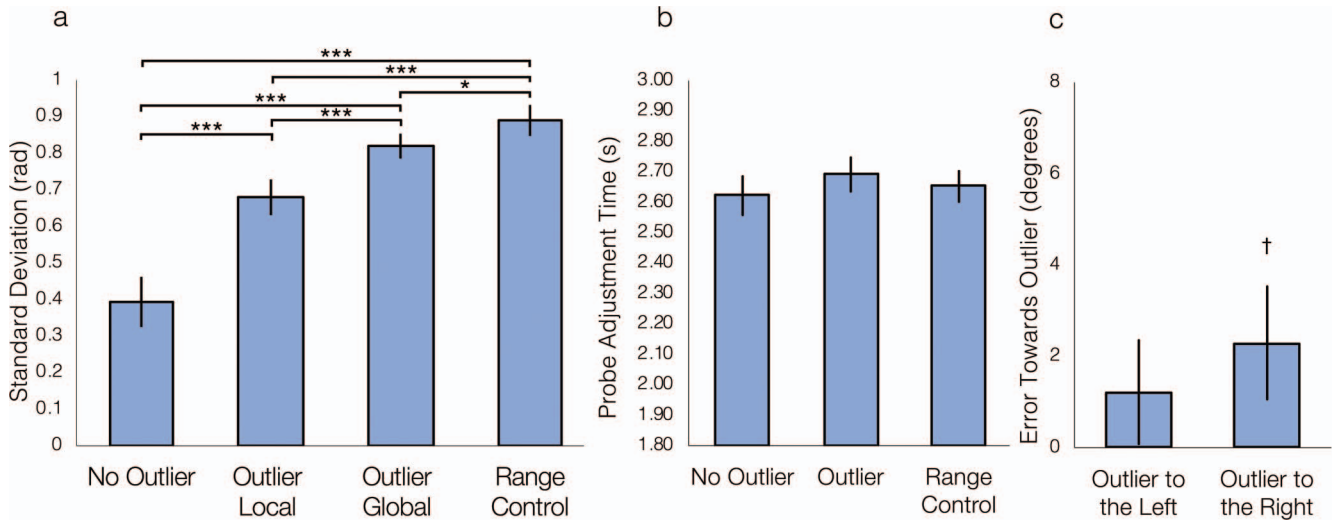 a
Standard Deviation (rad)
1
0.9
0.8
0.7
0.6
0.5
0.4
0.3
0.2
0.1
0
***
***
*
***
***
***
No Outlier
Outlier
Local
Outlier
Global
Range
Control
b
Probe Adjustment Time (s)
3.00
2.90
2.80
2.70
2.60
2.50
2.40
2.30
2.20
2.10
2.00
1.90
1.80
No Outlier
Outlier
Range
Control
c
Error Towards Outlier (degrees)
8
6
4
2
0
†
Outlier to
the Left
Outlier to
the Right